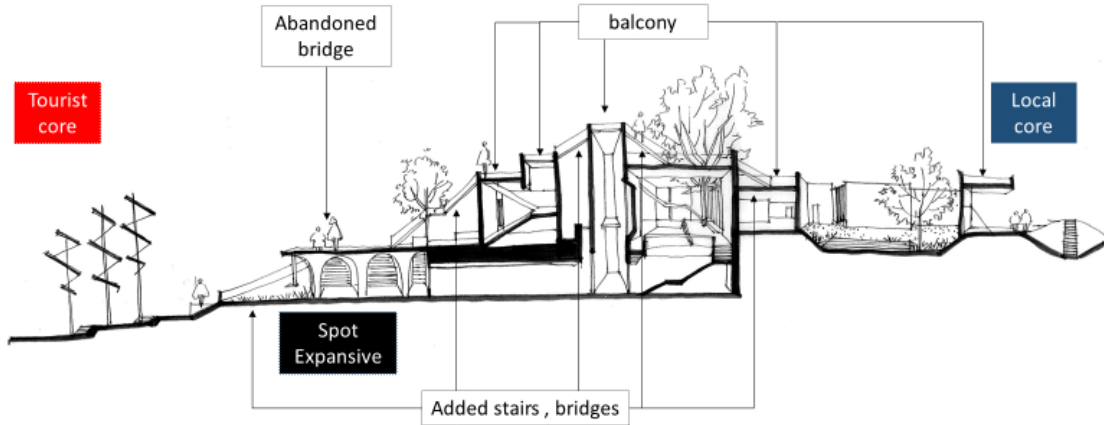 Abandoned
bridge
balcony
Tourist
core
Local
core
Spot
Expansive
Added stairs , bridges